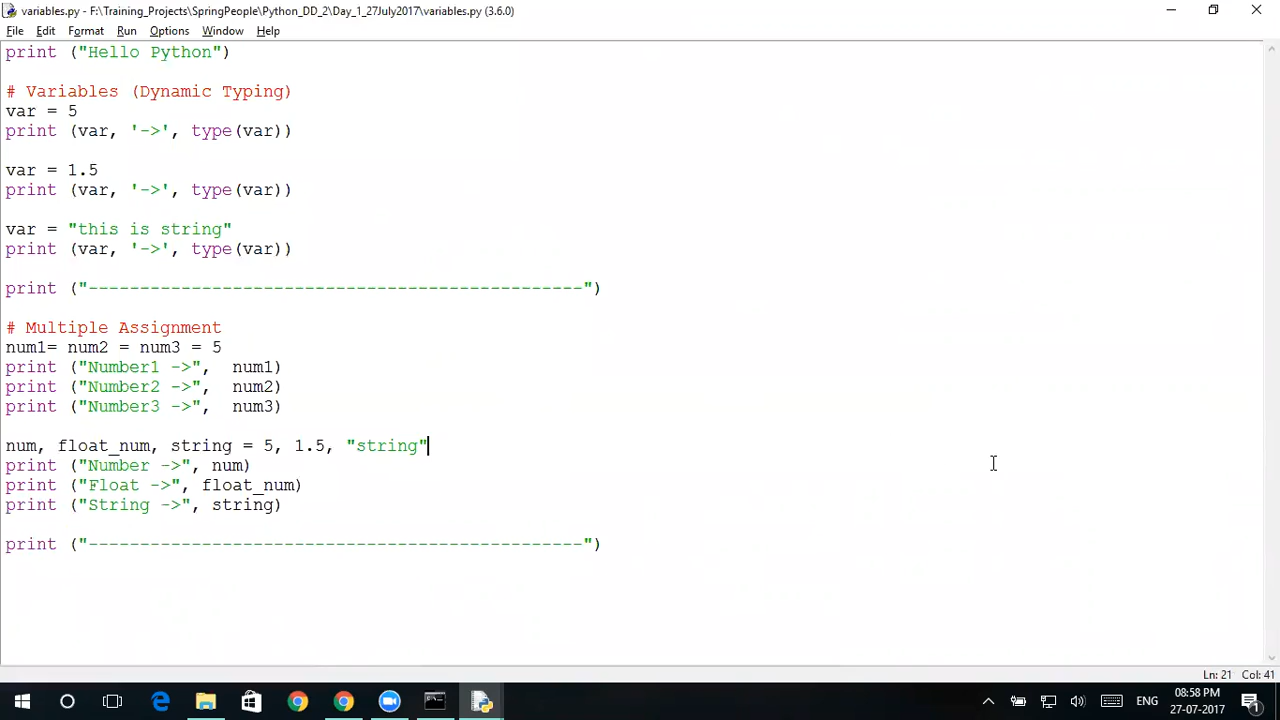 variables.py - F:\Training_Projects\SpringPeople\Python_DD_2\Day_1_27July2017\variables.py (3.6.0)
File Edit Format Run Options Window Help
print ("Hello Python")
# Variables (Dynamic Typing)
var = 5
print (var, '->', type(var))
var = 1.5
print (var, '->', type(var))
var = "this is string"
print (var, '->', type(var))
print ("------------------------------------------------")
# Multiple Assignment
num1= num2 = num3 = 5
print ("Number1 ->",  num1)
print ("Number2 ->",  num2)
print ("Number3 ->",  num3)
num, float_num, string = 5, 1.5, "string"
print ("Number ->", num)
print ("Float ->", float_num)
print ("String ->", string)
print ("------------------------------------------------")
Ln: 21 Col: 41
ENG
08:58 PM
27-07-2017
1